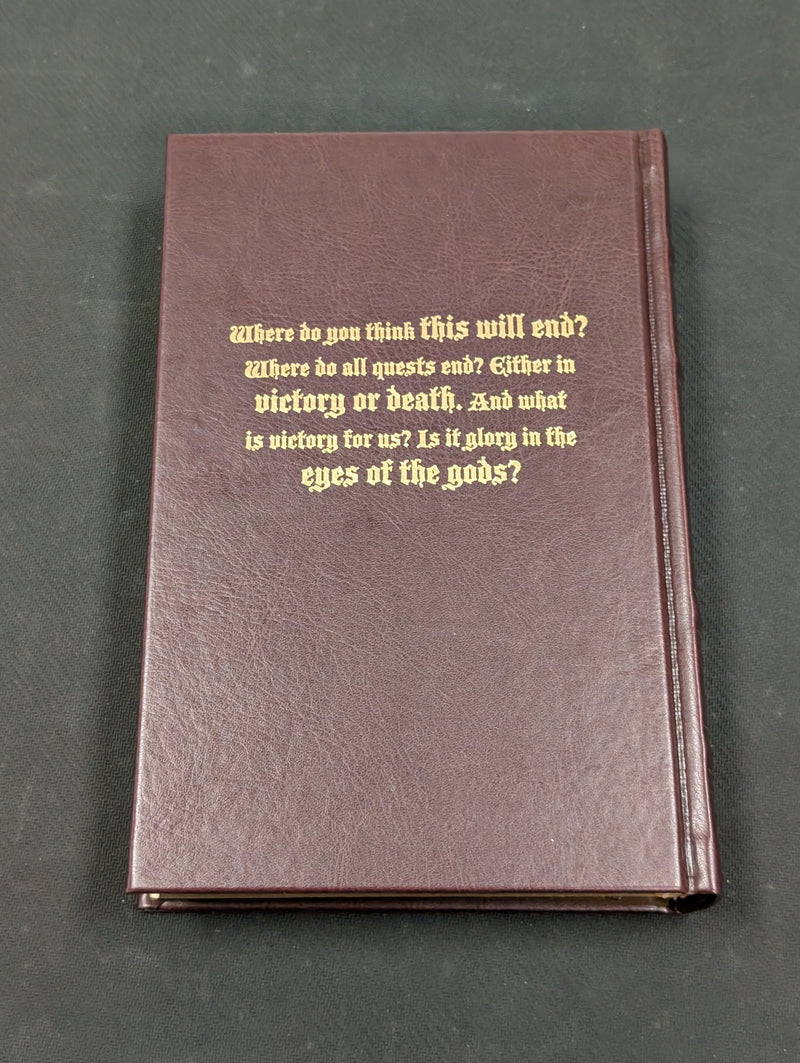 Where do you think this will end?
Where do all quests end? Either in
victory or death. And what
is victory for us? Is it glory in the
eyes of the gods?